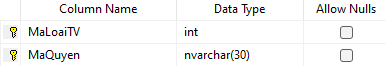 Column Name Data Type Allow Nulls
MaLoaiTV int
MaQuyen nvarchar(30)